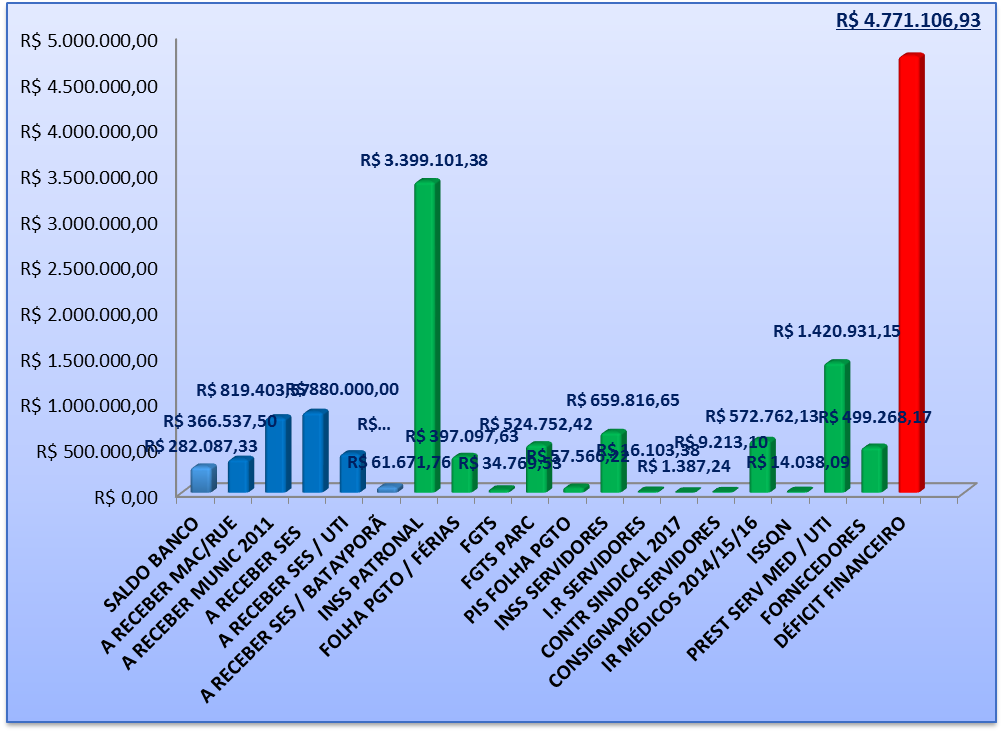 R$ 4.771.106,93
R$ 5.000.000,00
R$ 4.500.000,00
R$ 4.000.000,00
R$ 3.500.000,00
R$ 3.000.000,00
R$ 2.500.000,00
R$ 2.000.000,00
R$ 1.500.000,00
R$ 1.000.000,00
R$ 500.000,00
R$ 0,00
R$ 282.087,33
R$ 366.537,50
R$ 819.403,57
R$ 880.000,00
R$...
R$ 61.671,76
R$ 3.399.101,38
R$ 397.097,63
R$ 34.769,53
R$ 524.752,42
R$ 57.566,22
R$ 659.816,65
R$ 16.103,38
R$ 1.387,24
R$ 9.213,10
R$ 572.762,13
R$ 14.038,09
R$ 1.420.931,15
R$ 499.268,17
SALDO BANCO
A RECEBER MAC/RUE
A RECEBER MUNIC 2011
A RECEBER SES
A RECEBER SES / UTI
A RECEBER SES / BATAYPORÃ
INSS PATRONAL
FOLHA PGTO / FÉRIAS
FGTS
FGTS PARC
PIS FOLHA PGTO
INSS SERVIDORES
I.R SERVIDORES
CONTR SINDICAL 2017
CONSIGNADO SERVIDORES
IR MÉDICOS 2014/15/16
ISSQN
PREST SERV MED / UTI
FORNECEDORES
DÉFICIT FINANCEIRO